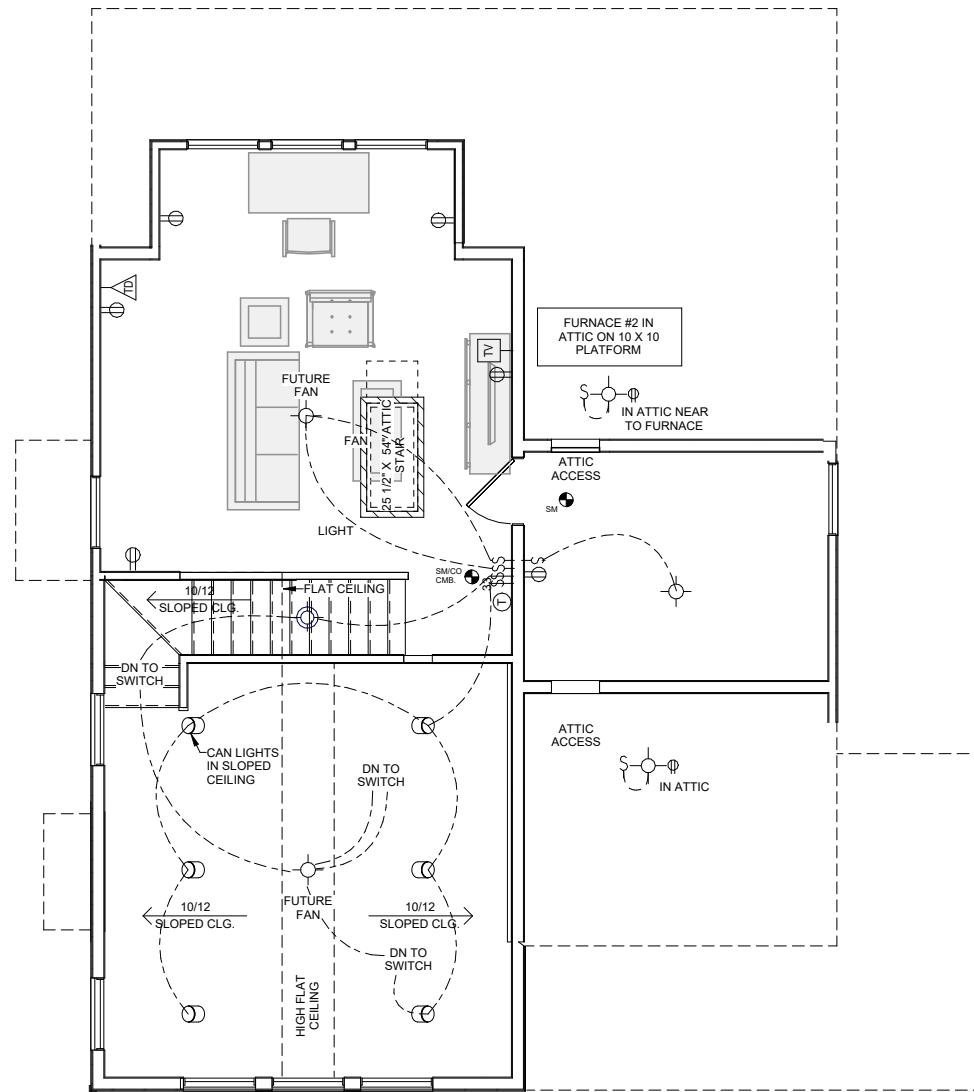 TD
TV
FURNACE #2 IN
ATTIC ON 10 X 10
PLATFORM
FUTURE
FAN
S
IN ATTIC NEAR
TO FURNACE
FAN
25 1/2" X 54" ATTIC
STAIR
ATTIC
ACCESS
SM
LIGHT
SM/CO
CMB.
S
S
S
S
S
33
T
10/12
SLOPED CLG.
FLAT CEILING
DN TO
SWITCH
CAN LIGHTS
IN SLOPED
CEILING
DN TO
SWITCH
ATTIC
ACCESS
S
IN ATTIC
10/12
SLOPED CLG.
FUTURE
FAN
10/12
SLOPED CLG.
DN TO
SWITCH
HIGH FLAT
CEILING